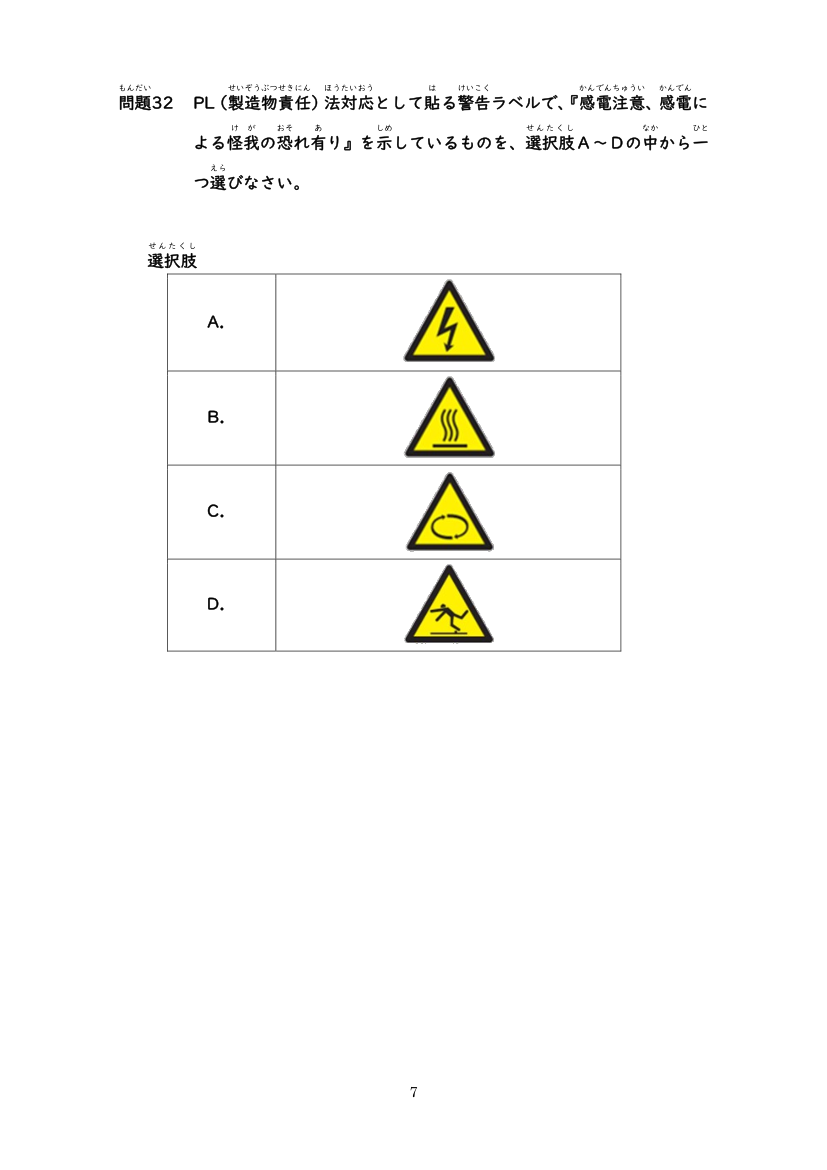 もんだい せいぞうぶつせきにん ほうたいおう は けいこく かんでんちゅうい かんでん
問題32 PL（製造物責任）法対応として貼る警告ラベルで、『感電注意、感電に
けが おそ あ しめ せんたくし なか ひと
よる怪我の恐れ有り』を示しているものを、選択肢A～Dの中から一
えら
つ選びなさい。
せんたくし
選択肢
A.
B.
C.
D.
7